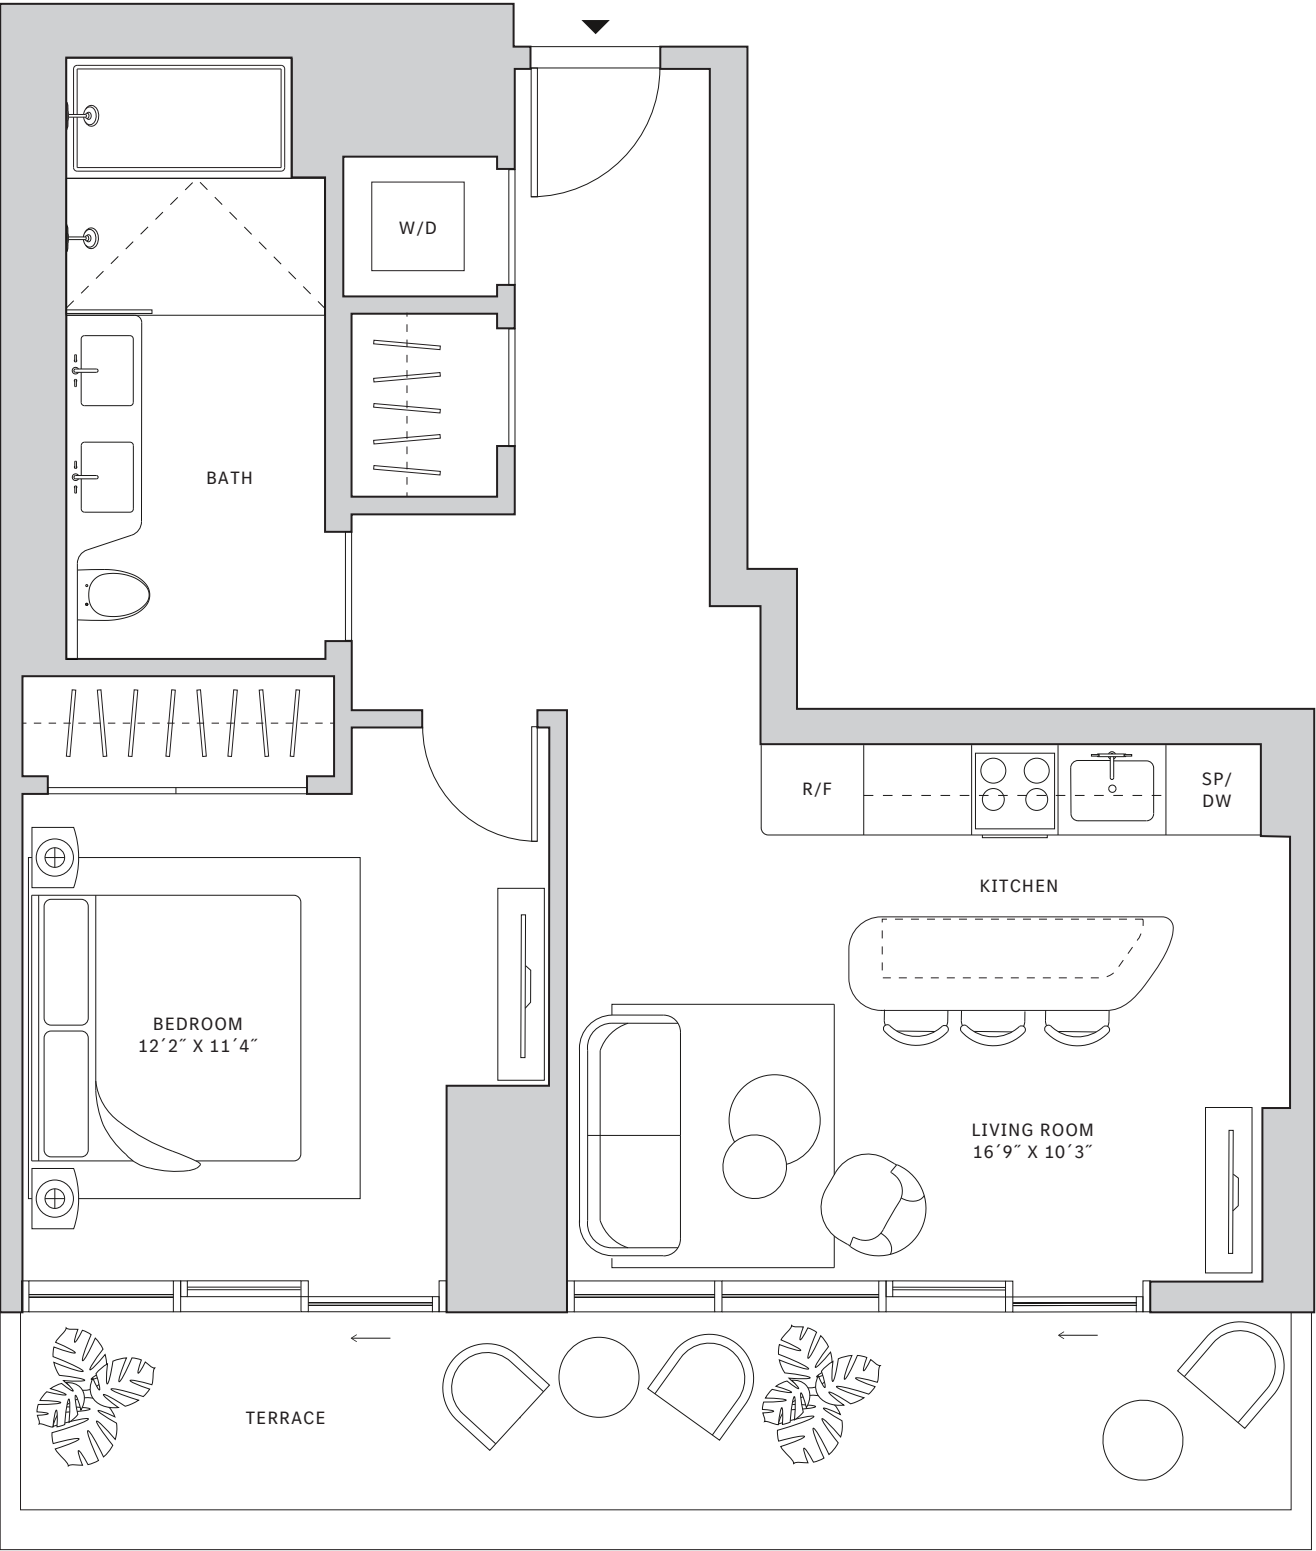 W/D
BATH
R/F
SP/
DW
KITCHEN
BEDROOM
12´2˝ X 11´4˝
LIVING ROOM
16´9˝ X 10´3˝
TERRACE